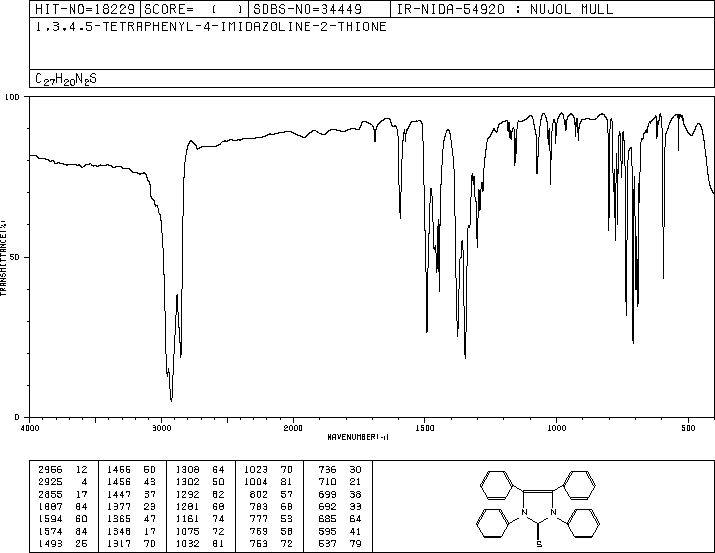 HIT-NO=18229 SCORE= ( ) SDBS-NO=34449 IR-NIDA-54920 : NUJOL MULL
1,3,4,5-TETRAPHENYL-4-IMIDAZOLINE-2-THIONE
C27H20N2S
100
50
0
TRANSMITTANCE(%)
4000 3000 2000 1500 1000 500
WAVENUMBER(-1)
2956 12 1466 60 1308 64 1023 70 736 30
2925 4 1456 43 1302 50 1004 81 710 21
2855 17 1447 37 1292 62 802 57 699 36
1687 84 1377 23 1281 68 783 68 692 33
1594 60 1365 47 1161 74 777 53 685 64
1574 84 1348 17 1075 72 769 58 595 41
1493 25 1317 70 1032 81 753 72 537 79
N N
S